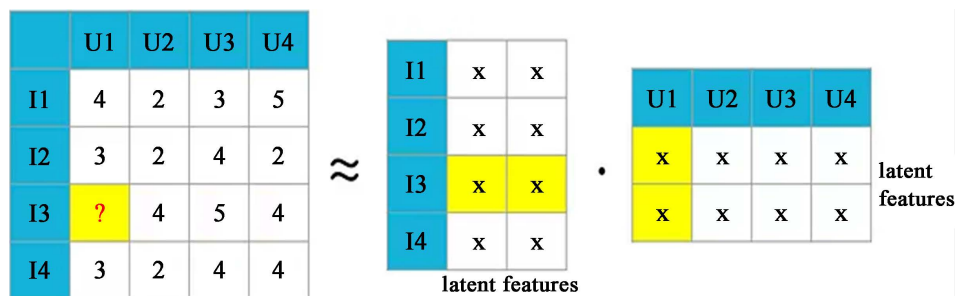 U1 U2 U3 U4
I1 4 2 3 5
I2 3 2 4 2
I3 ? 4 5 4
I4 3 2 4 4
≈
I1 x x
I2 x x
I3 x x
I4 x x
latent features
·
U1 U2 U3 U4
x x x x
x x x x
latent
features